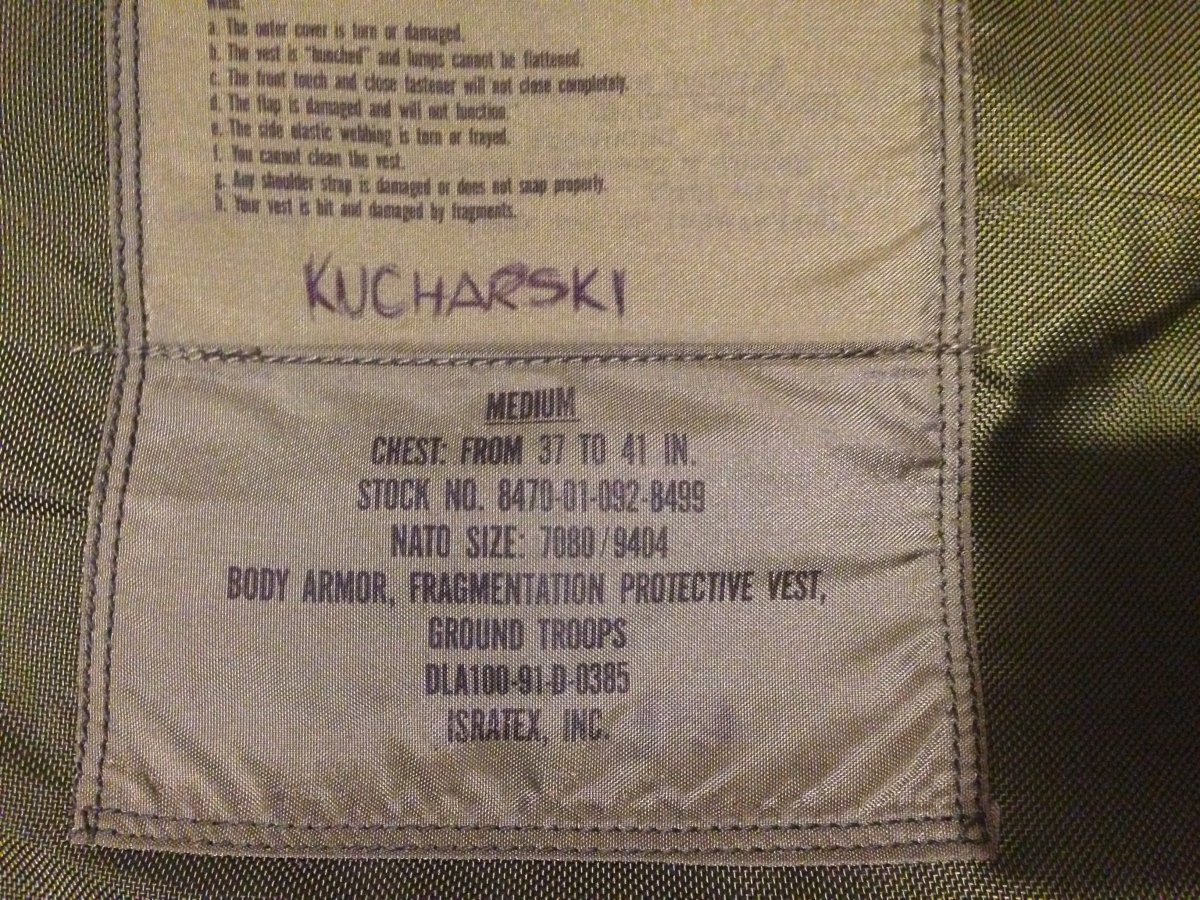 when:
a. The outer cover is torn or damaged.
b. The vest is "bunched" and lumps cannot be flattened.
c. The front touch and close fastener will not close completely.
d. The flap is damaged and will not function.
e. The side elastic webbing is torn or frayed.
f. You cannot clean the vest.
g. Any shoulder strap is damaged or does not snap properly.
h. Your vest is hit and damaged by fragments.
KUCHARSKI
MEDIUM
CHEST: FROM 37 TO 41 IN.
STOCK NO. 8470-01-092-8499
NATO SIZE: 7080/9404
BODY ARMOR, FRAGMENTATION PROTECTIVE VEST,
GROUND TROOPS
DLA100-91-D-0385
ISRATEX, INC.